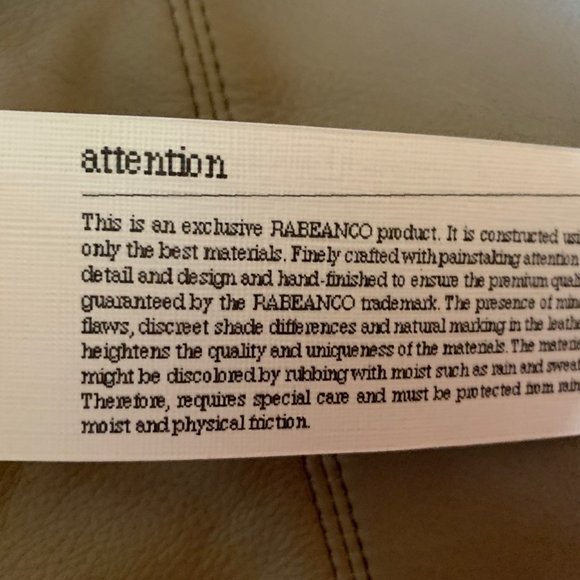 attention
This is an exclusive RABEANCO product. It is constructed usi
only the best materials. Finely crafted with painstaking attention
detail and design and hand-finished to ensure the premium qual
guaranteed by the RABEANCO trademark. The presence of min
flaws, discreet shade differences and natural marking in the leathe
heightens the quality and uniqueness of the materials. The materia
might be discolored by rubbing with moist such as rain and sweat
Therefore, requires special care and must be protected from rain
moist and physical friction.